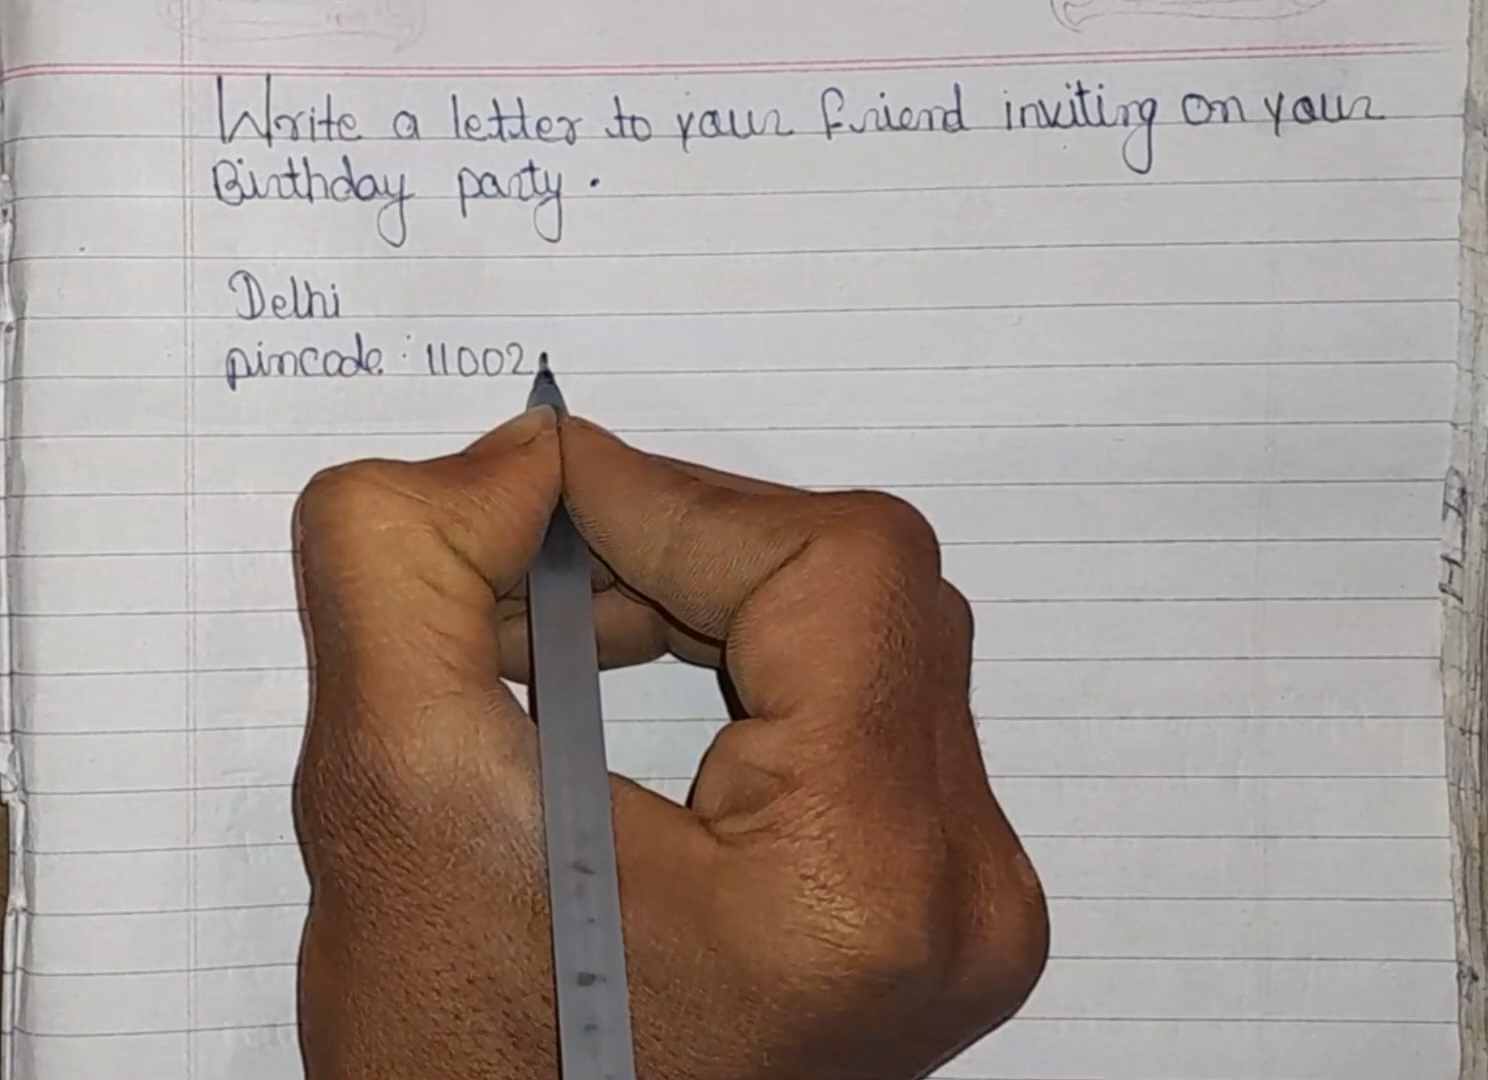 Write a letter to your friend inviting on your
Birthday party.
Delhi
pincode: 11002